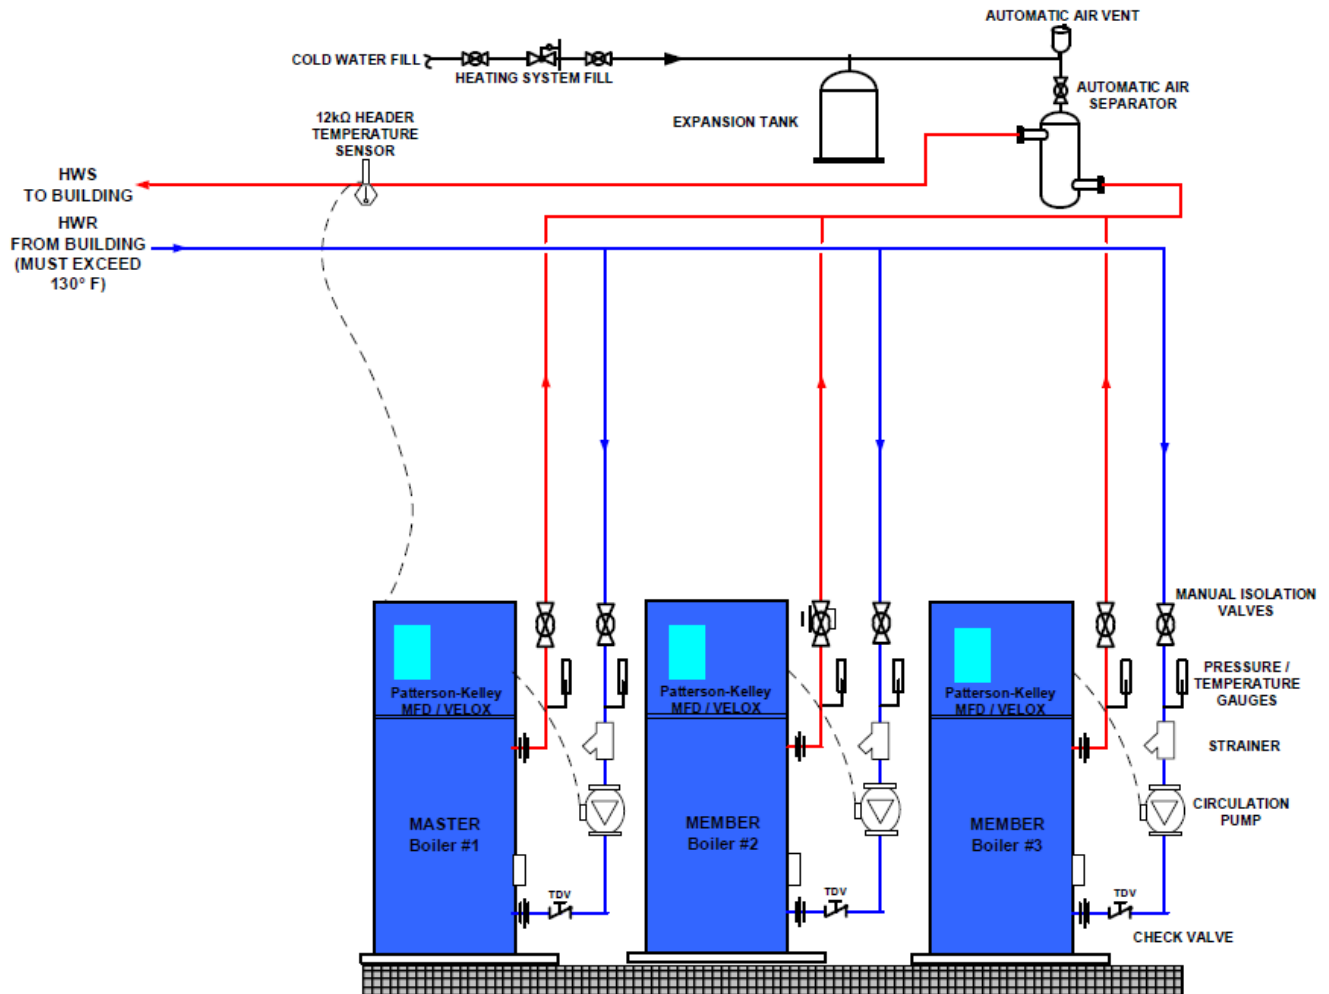 AUTOMATIC AIR VENT
COLD WATER FILL
HEATING SYSTEM FILL
AUTOMATIC AIR
SEPARATOR
12kΩ HEADER
TEMPERATURE
SENSOR
EXPANSION TANK
HWS
TO BUILDING
HWR
FROM BUILDING
(MUST EXCEED
130° F)
MANUAL ISOLATION
VALVES
PRESSURE /
TEMPERATURE
GAUGES
Patterson-Kelley
MFD / VELOX
Patterson-Kelley
MFD / VELOX
Patterson-Kelley
MFD / VELOX
STRAINER
CIRCULATION
PUMP
MASTER
Boiler #1
MEMBER
Boiler #2
MEMBER
Boiler #3
TDV
TDV
TDV
CHECK VALVE